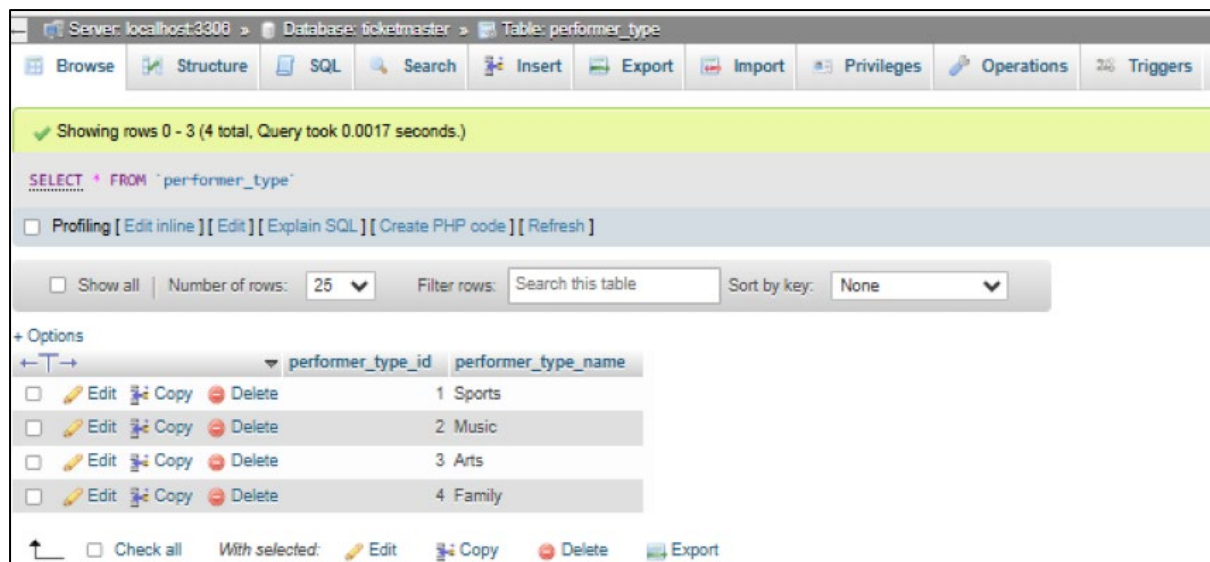 Server: localhost:3306 » Database: ticketmaster » Table: performer_type
Browse Structure SQL Search Insert Export Import Privileges Operations Triggers
Showing rows 0 - 3 (4 total, Query took 0.0017 seconds.)
SELECT * FROM `performer_type`
Profiling [ Edit inline ] [ Edit ] [ Explain SQL ] [ Create PHP code ] [ Refresh ]
Show all | Number of rows: 25 Filter rows: Search this table Sort by key: None
+ Options
←T→ performer_type_id performer_type_name
Edit Copy Delete 1 Sports
Edit Copy Delete 2 Music
Edit Copy Delete 3 Arts
Edit Copy Delete 4 Family
Check all With selected: Edit Copy Delete Export